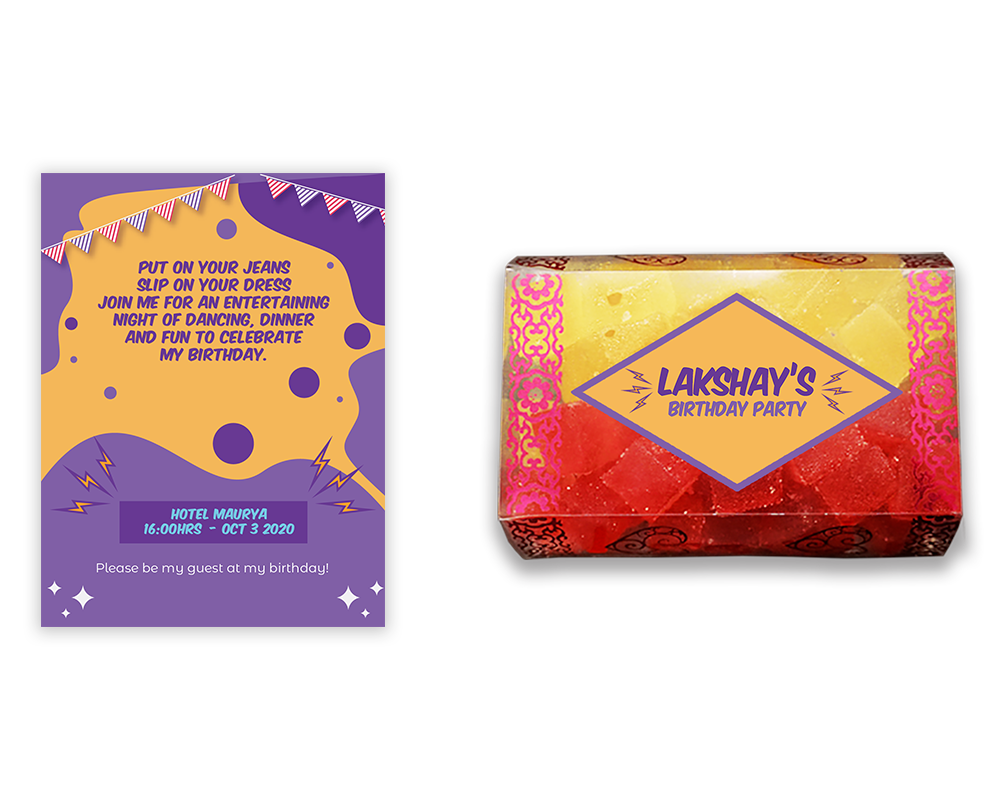 PUT ON YOUR JEANS
SLIP ON YOUR DRESS
JOIN ME FOR AN ENTERTAINING
NIGHT OF DANCING, DINNER
AND FUN TO CELEBRATE
MY BIRTHDAY.
HOTEL MAURYA
16:00HRS - OCT 3 2020
Please be my guest at my birthday!
LAKSHAY'S
BIRTHDAY PARTY